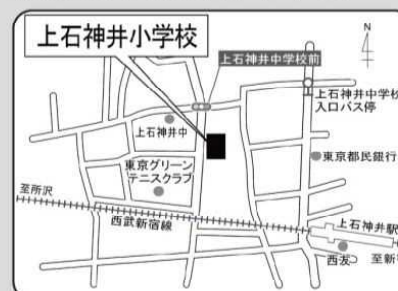 上石神井小学校
上石神井中学校前
N
上石神井中学校
入口バス停
上石神井中
東京都民銀行
東京グリーン
テニスクラブ
至所沢
西武新宿線
上石神井駅
西友
至新